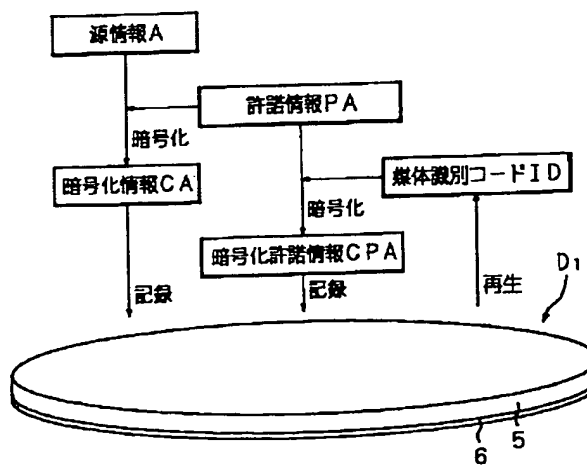 源情報A
許諾情報PA
暗号化
暗号化情報CA
媒体識別コードID
暗号化
暗号化許諾情報CPA
記録
記録
再生
D1
5
6